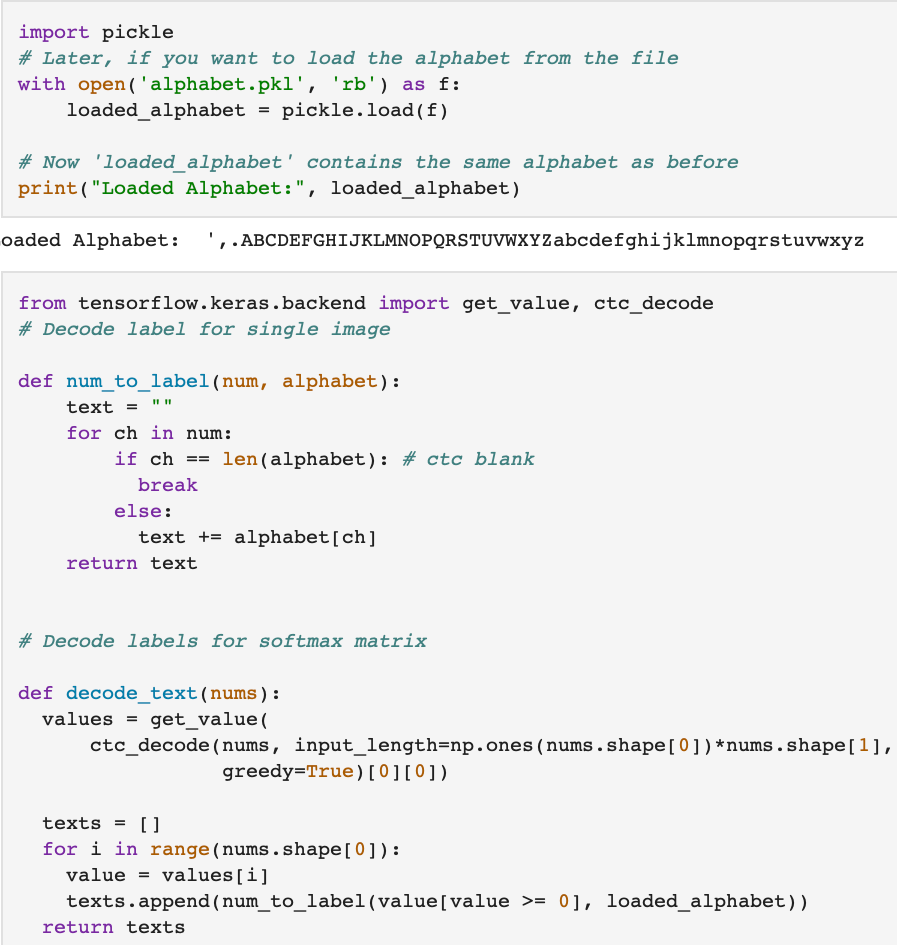 import pickle
# Later, if you want to load the alphabet from the file
with open('alphabet.pkl', 'rb') as f:
    loaded_alphabet = pickle.load(f)

# Now 'loaded_alphabet' contains the same alphabet as before
print("Loaded Alphabet:", loaded_alphabet)

oaded Alphabet:  ',.ABCDEFGHIJKLMNOPQRSTUVWXYZabcdefghijklmnopqrstuvwxyz

from tensorflow.keras.backend import get_value, ctc_decode
# Decode label for single image

def num_to_label(num, alphabet):
    text = ""
    for ch in num:
        if ch == len(alphabet): # ctc blank
          break
        else:
          text += alphabet[ch]
    return text


# Decode labels for softmax matrix

def decode_text(nums):
  values = get_value(
      ctc_decode(nums, input_length=np.ones(nums.shape[0])*nums.shape[1],
                 greedy=True)[0][0])

  texts = []
  for i in range(nums.shape[0]):
    value = values[i]
    texts.append(num_to_label(value[value >= 0], loaded_alphabet))
  return texts